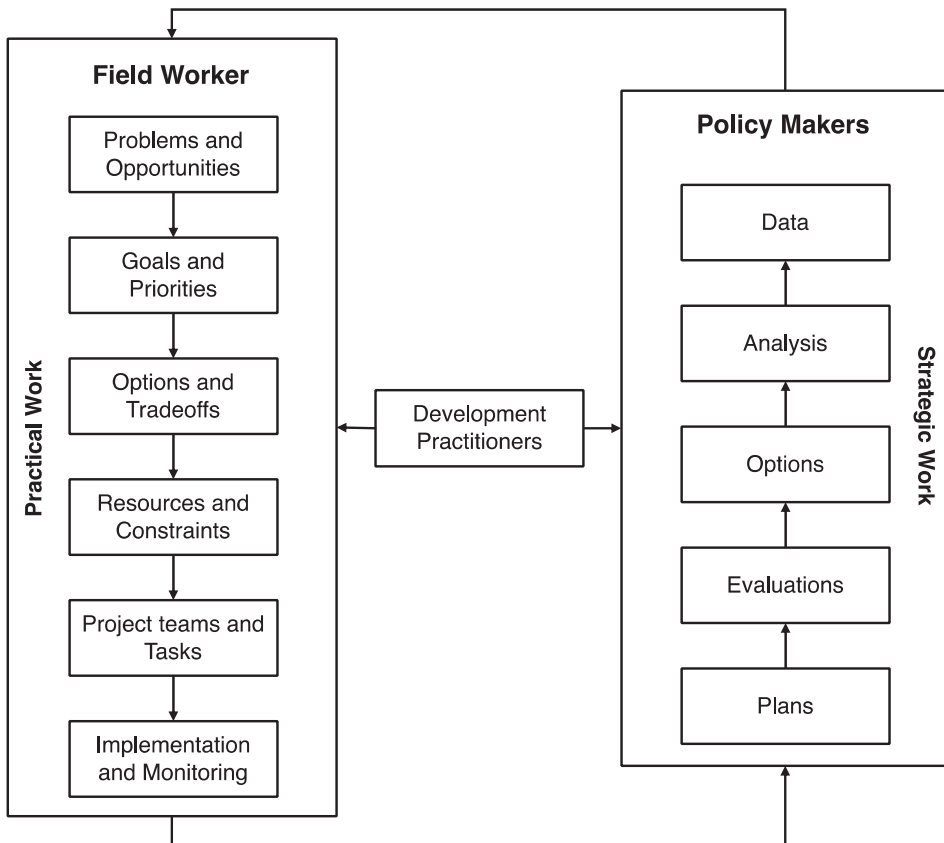 Field Worker
Problems and
Opportunities
Goals and
Priorities
Options and
Tradeoffs
Resources and
Constraints
Project teams and
Tasks
Implementation
and Monitoring
Practical Work
Development
Practitioners
Policy Makers
Data
Analysis
Options
Evaluations
Plans
Strategic Work